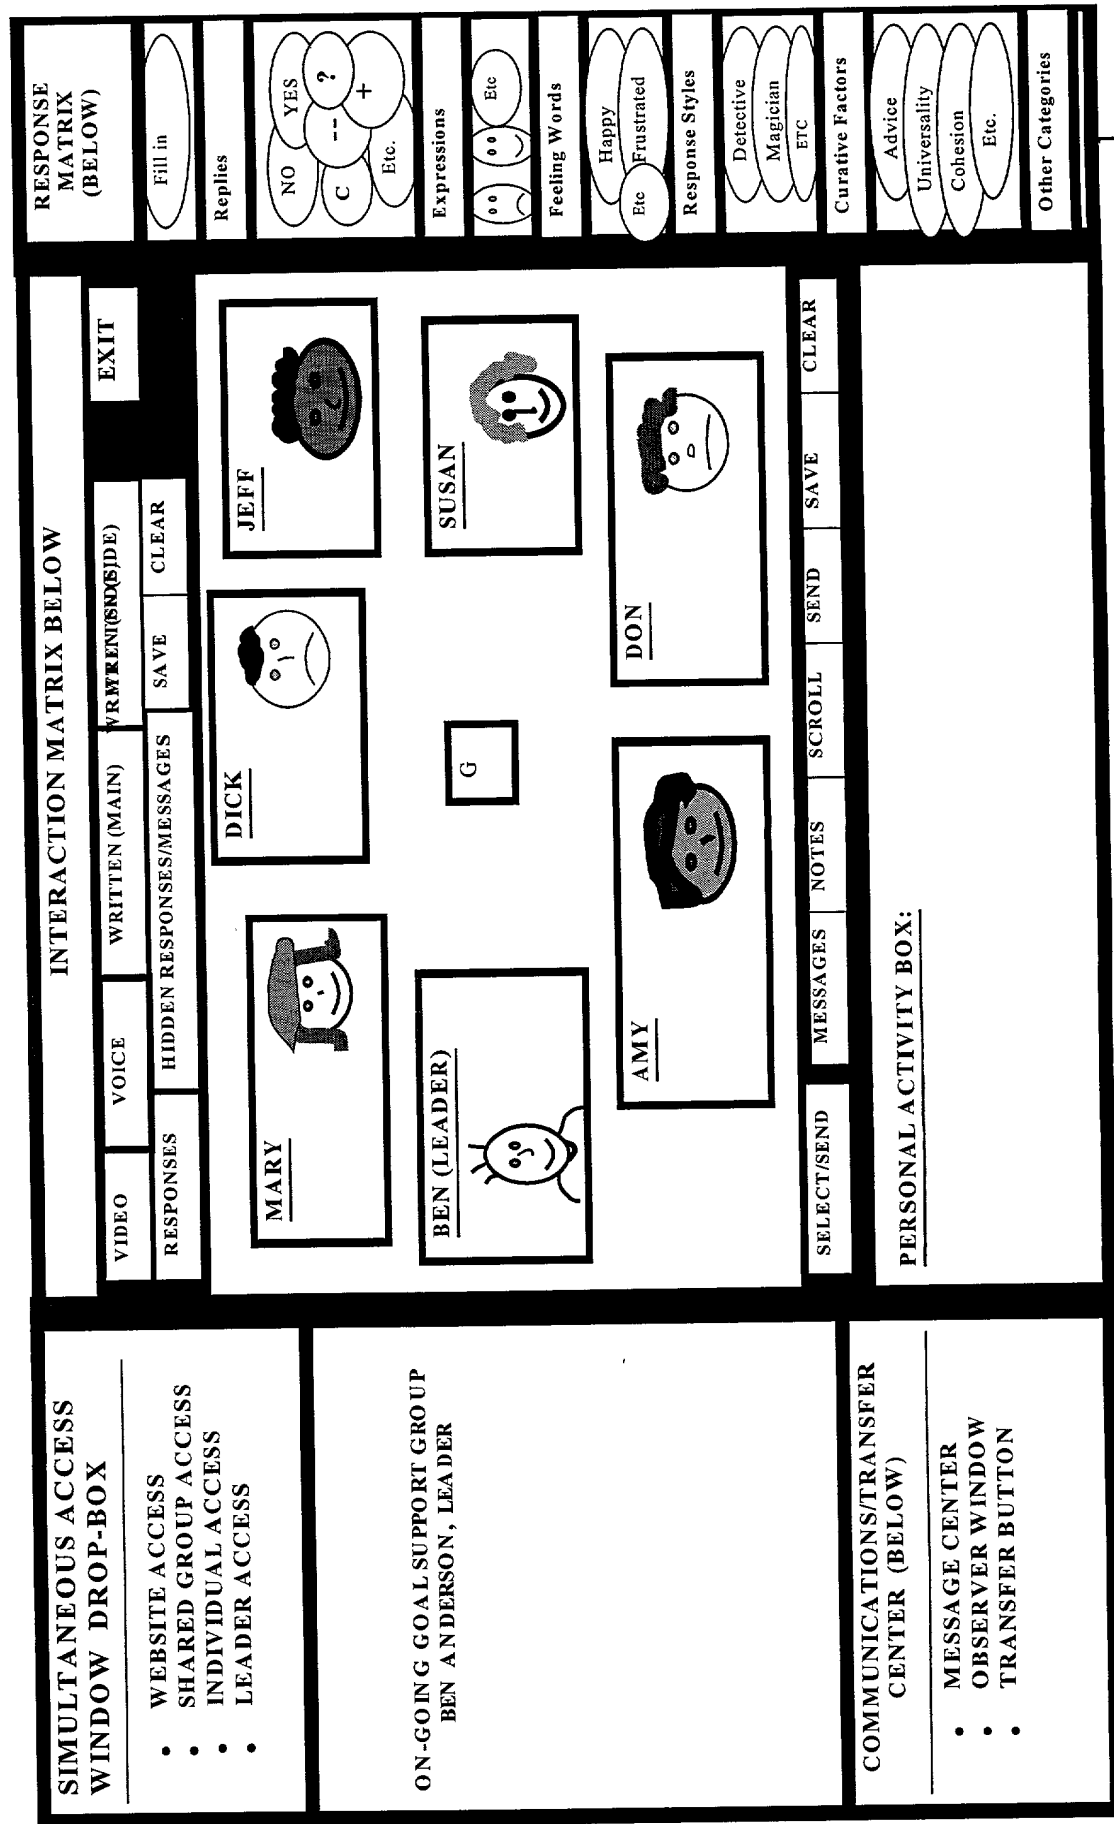 SIMULTANEOUS ACCESS
WINDOW DROP-BOX
• WEBSITE ACCESS
• SHARED GROUP ACCESS
• INDIVIDUAL ACCESS
• LEADER ACCESS
ON-GOING GOAL SUPPORT GROUP
BEN ANDERSON, LEADER
COMMUNICATIONS/TRANSFER
CENTER (BELOW)
• MESSAGE CENTER
• OBSERVER WINDOW
• TRANSFER BUTTON
INTERACTION MATRIX BELOW
VIDEO
VOICE
WRITTEN (MAIN)
EXIT
RESPONSES
HIDDEN RESPONSES/MESSAGES
SAVE
CLEAR
MARY
DICK
JEFF
BEN (LEADER)
G
SUSAN
AMY
DON
SELECT/SEND
MESSAGES
NOTES
SCROLL
SEND
SAVE
CLEAR
PERSONAL ACTIVITY BOX:
RESPONSE
MATRIX
(BELOW)
Fill in
Replies
NO
YES
?
C
--
+
Etc.
Expressions
Etc
Feeling Words
Happy
Frustrated
Etc
Response Styles
Detective
Magician
ETC
Curative Factors
Advice
Universality
Cohesion
Etc.
Other Categories